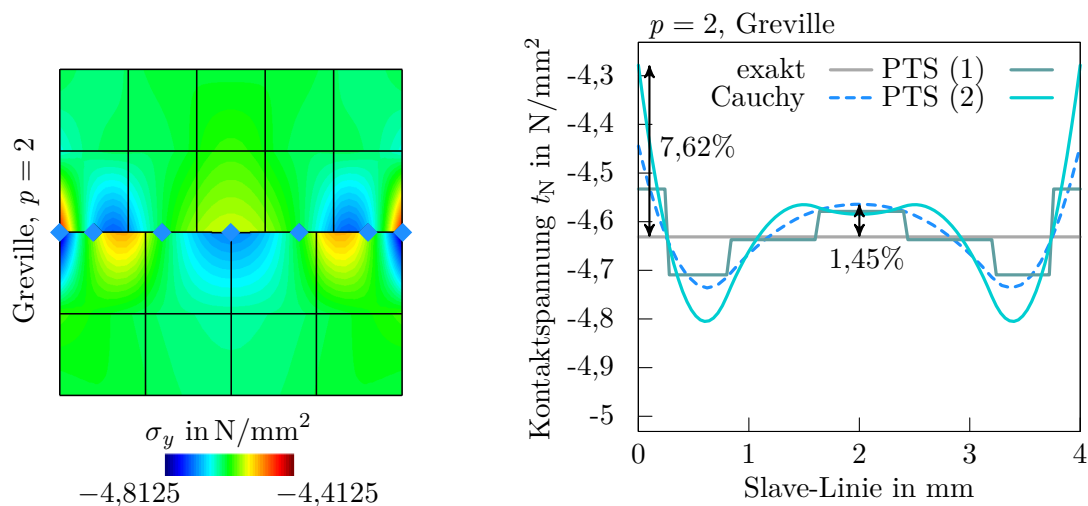 Greville, p = 2
σy in N/mm²
−4,8125
−4,4125
p = 2, Greville
Kontaktspannung tN in N/mm²
-4,3
-4,4
-4,5
-4,6
-4,7
-4,8
-4,9
-5
exakt
PTS (1)
Cauchy
PTS (2)
7,62%
1,45%
0
1
2
3
4
Slave-Linie in mm